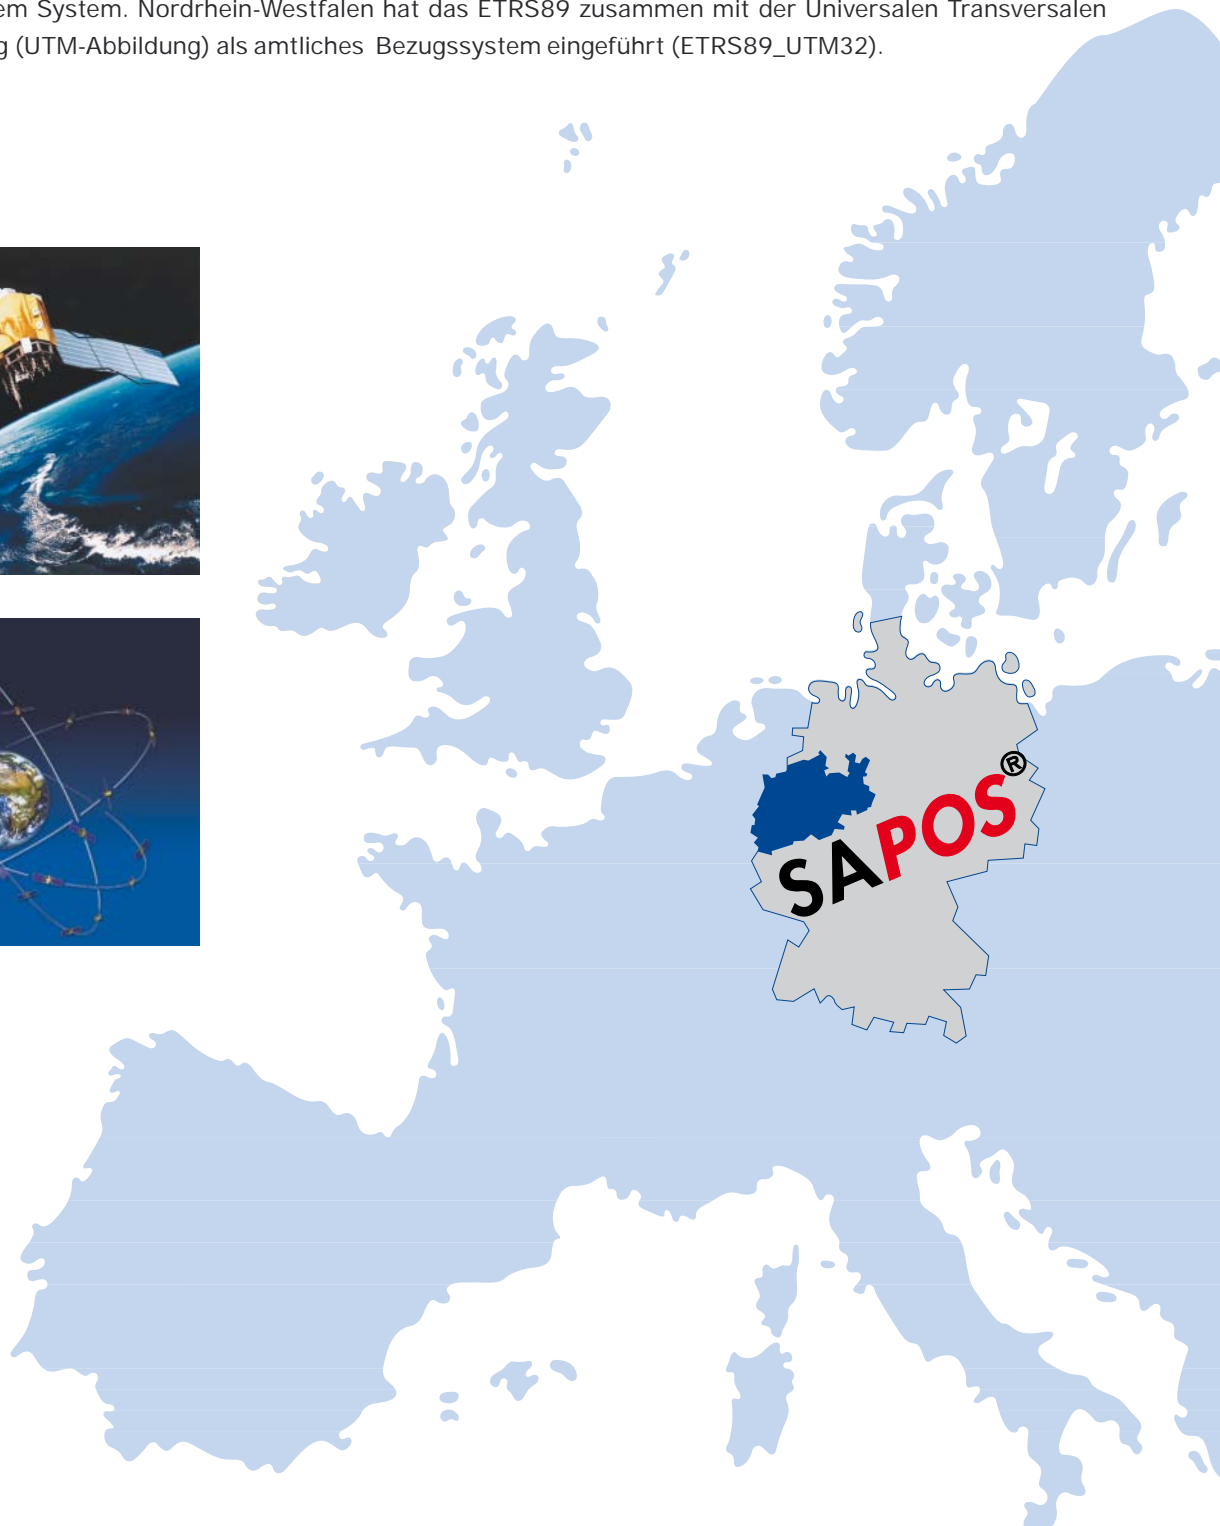 em System. Nordrhein-Westfalen hat das ETRS89 zusammen mit der Universalen Transversalen
g (UTM-Abbildung) als amtliches Bezugssystem eingeführt (ETRS89_UTM32).
SAPOS®